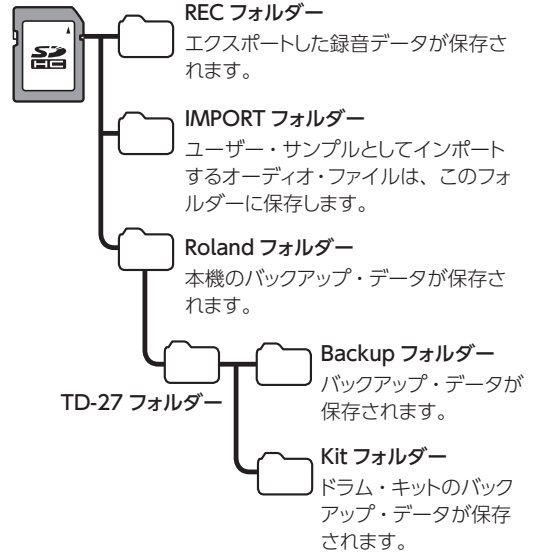 REC フォルダー
エクスポートした録音データが保存さ
れます。
SD
HC
IMPORT フォルダー
ユーザー・サンプルとしてインポート
するオーディオ・ファイルは、このフォ
ルダーに保存します。
Roland フォルダー
本機のバックアップ・データが保存さ
れます。
TD-27 フォルダー
Backup フォルダー
バックアップ・データが
保存されます。
Kit フォルダー
ドラム・キットのバック
アップ・データが保存
されます。